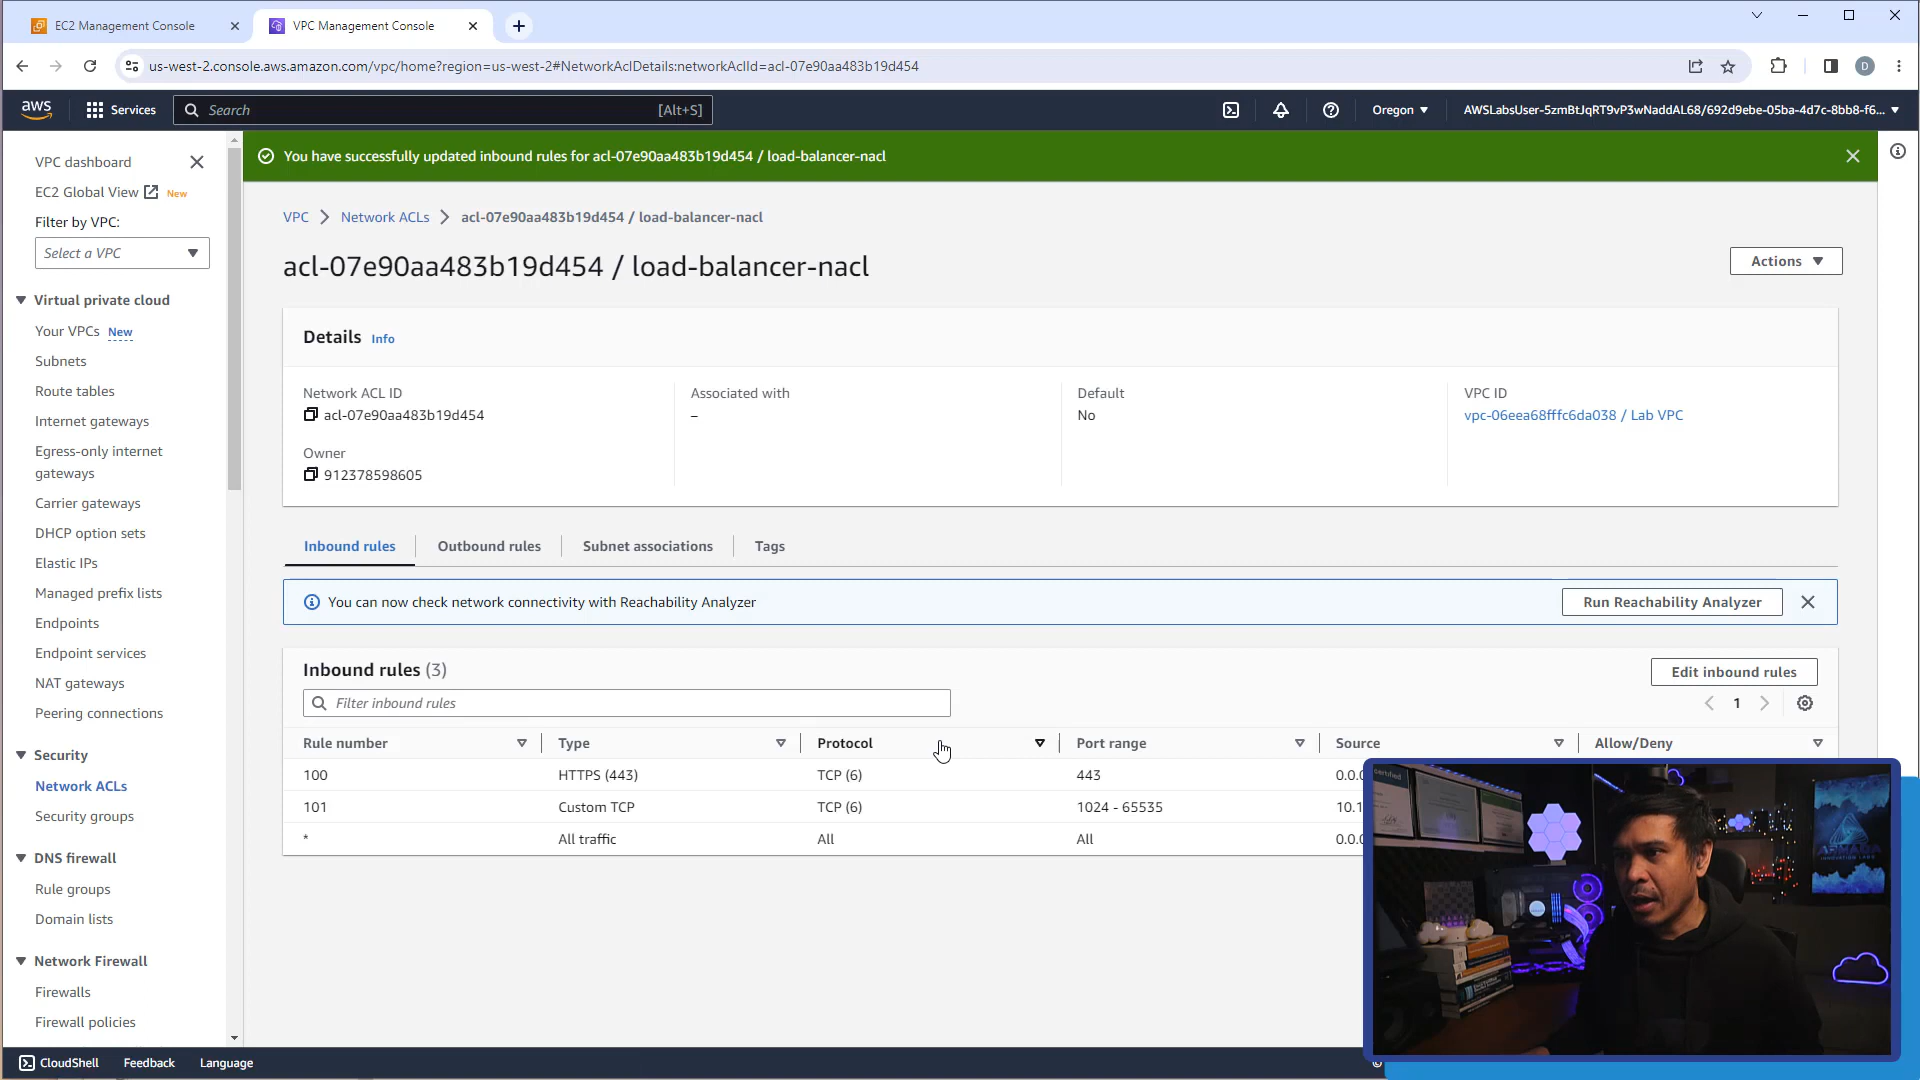 EC2 Management Console
VPC Management Console
us-west-2.console.aws.amazon.com/vpc/home?region=us-west-2#NetworkAclDetails:networkAclId=acl-07e90aa483b19d454
D
aws
Services
Search
[Alt+S]
Oregon
AWSLabsUser-5zmBtJqRT9vP3wNaddAL68/692d9ebe-05ba-4d7c-8bb8-f6...
You have successfully updated inbound rules for acl-07e90aa483b19d454 / load-balancer-nacl
VPC dashboard
EC2 Global View New
Filter by VPC:
Select a VPC
Virtual private cloud
Your VPCs New
Subnets
Route tables
Internet gateways
Egress-only internet
gateways
Carrier gateways
DHCP option sets
Elastic IPs
Managed prefix lists
Endpoints
Endpoint services
NAT gateways
Peering connections
Security
Network ACLs
Security groups
DNS firewall
Rule groups
Domain lists
Network Firewall
Firewalls
Firewall policies
VPC > Network ACLs > acl-07e90aa483b19d454 / load-balancer-nacl
acl-07e90aa483b19d454 / load-balancer-nacl
Actions
Details Info
Network ACL ID
acl-07e90aa483b19d454
Associated with
–
Default
No
VPC ID
vpc-06eea68fffc6da038 / Lab VPC
Owner
912378598605
Inbound rules
Outbound rules
Subnet associations
Tags
You can now check network connectivity with Reachability Analyzer
Run Reachability Analyzer
Inbound rules (3)
Edit inbound rules
Filter inbound rules
1
Rule number Type Protocol Port range Source Allow/Deny
100 HTTPS (443) TCP (6) 443 0.0.0
101 Custom TCP TCP (6) 1024 - 65535 10.1
* All traffic All All 0.0.0
CloudShell
Feedback
Language